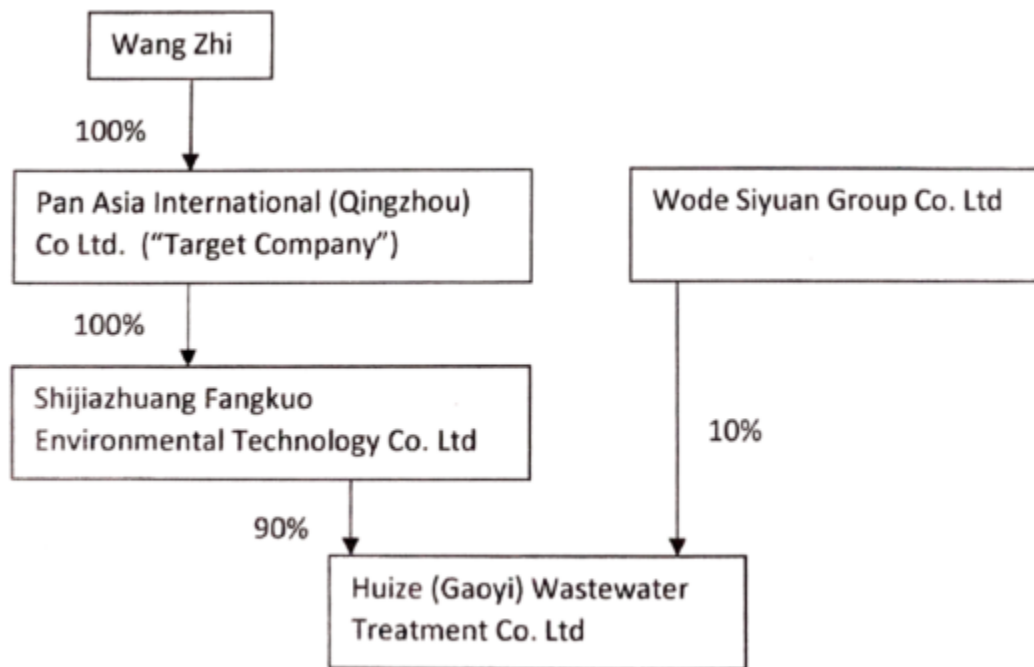 Wang Zhi
100%
Pan Asia International (Qingzhou)
Co Ltd. ("Target Company")
Wode Siyuan Group Co. Ltd
100%
Shijiazhuang Fangkuo
Environmental Technology Co. Ltd
10%
90%
Huize (Gaoyi) Wastewater
Treatment Co. Ltd